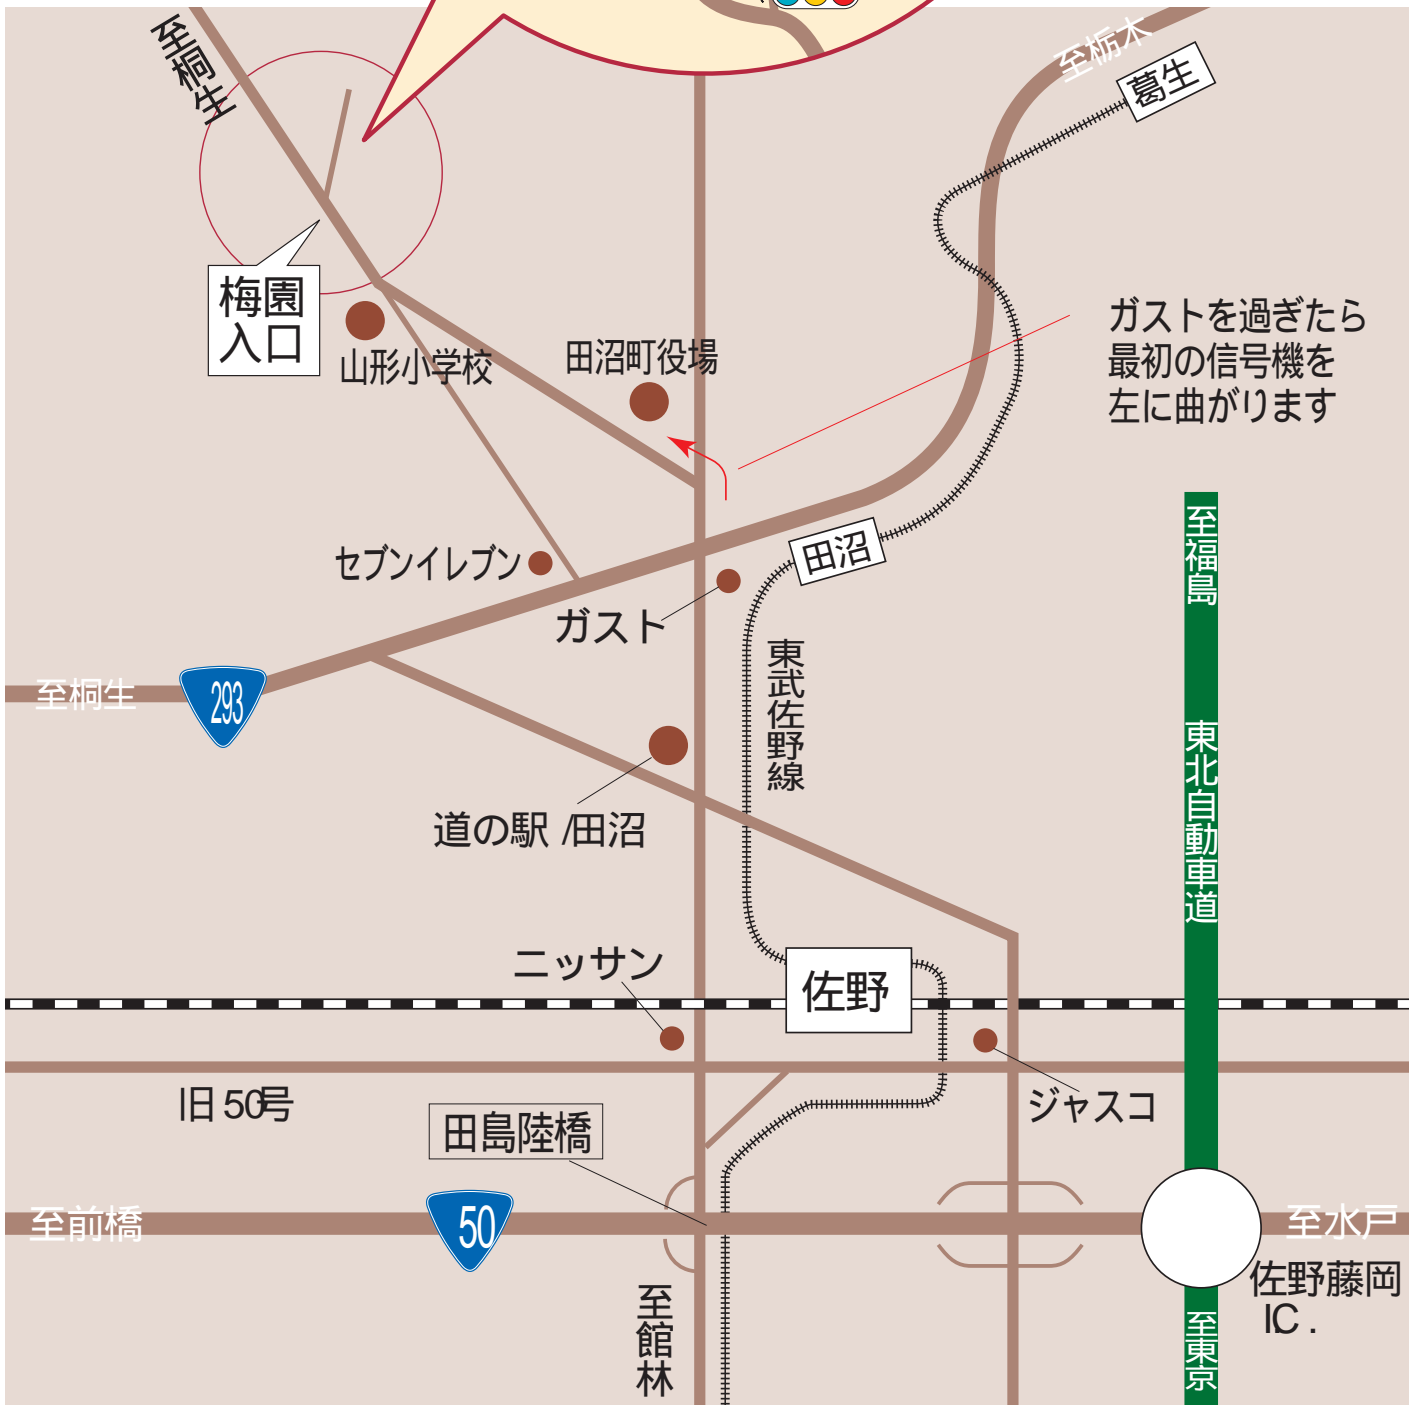 至桐生
至栃木
葛生
梅園
入口
山形小学校
田沼町役場
ガストを過ぎたら
最初の信号機を
左に曲がります
至福島
セブンイレブン
田沼
ガスト
東武佐野線
至桐生
293
東北自動車道
道の駅 /田沼
ニッサン
佐野
旧 50号
田島陸橋
ジャスコ
至前橋
50
至水戸
佐野藤岡
IC .
至館林
至東京